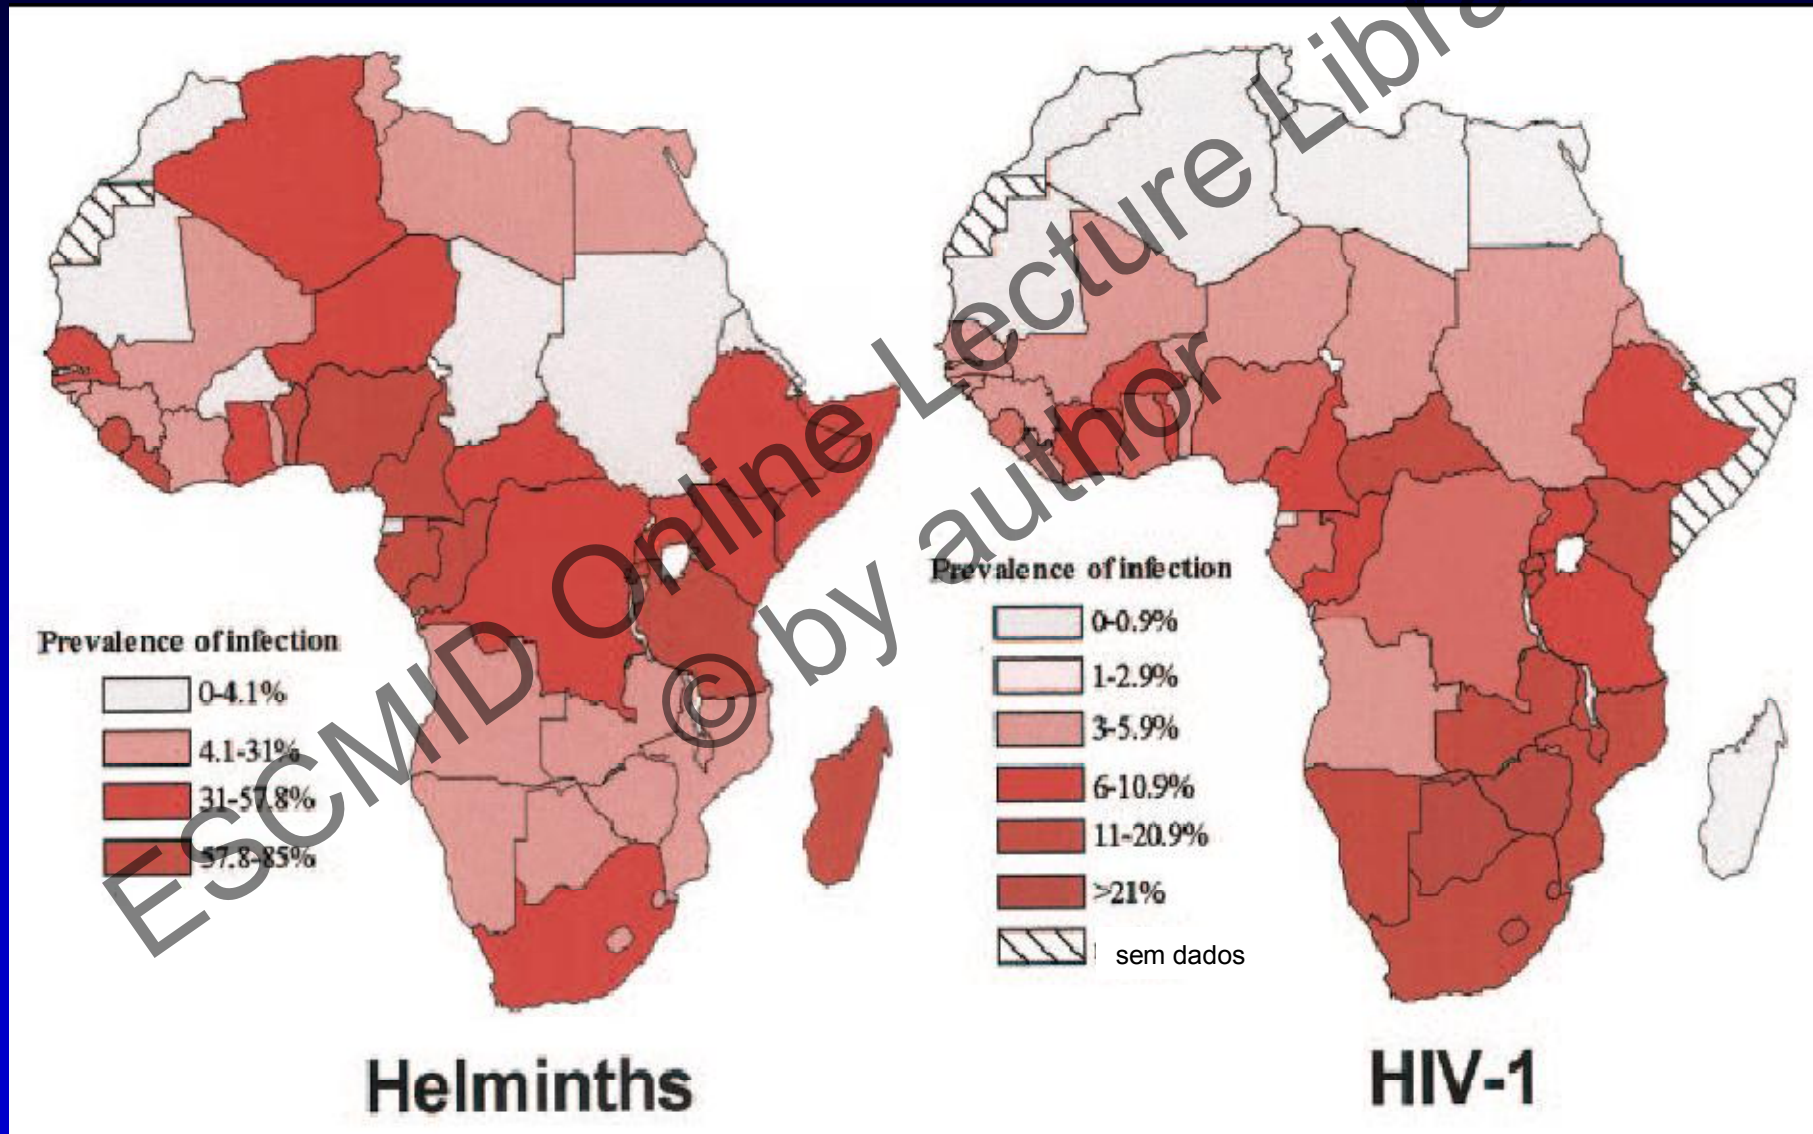 Prevalence of infection
0-4.1%
4.1-31%
31-57.8%
57.8-85%
Helminths
Prevalence of infection
0-0.9%
1-2.9%
3-5.9%
6-10.9%
11-20.9%
>21%
sem dados
HIV-1
ESCMID Online Lecture Libra
© by author